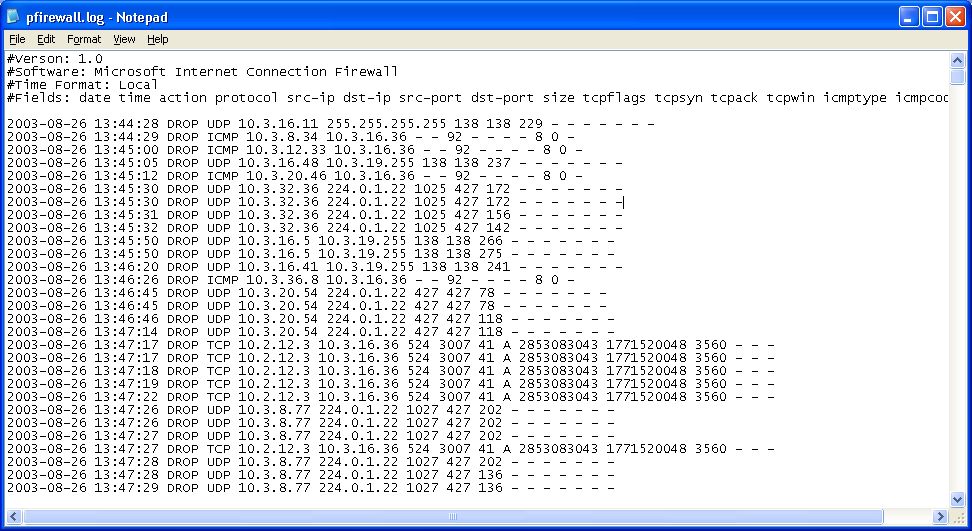 pfirewall.log - Notepad
File Edit Format View Help
#Verson: 1.0
#Software: Microsoft Internet Connection Firewall
#Time Format: Local
#Fields: date time action protocol src-ip dst-ip src-port dst-port size tcpflags tcpsyn tcpack tcpwin icmptype icmpcod
2003-08-26 13:44:28 DROP UDP 10.3.16.11 255.255.255.255 138 138 229 - - - - - - -
2003-08-26 13:44:29 DROP ICMP 10.3.8.34 10.3.16.36 - - 92 - - - - 8 0 -
2003-08-26 13:45:00 DROP ICMP 10.3.12.33 10.3.16.36 - - 92 - - - - 8 0 -
2003-08-26 13:45:05 DROP UDP 10.3.16.48 10.3.19.255 138 138 237 - - - - - - -
2003-08-26 13:45:12 DROP ICMP 10.3.20.46 10.3.16.36 - - 92 - - - - 8 0 -
2003-08-26 13:45:30 DROP UDP 10.3.32.36 224.0.1.22 1025 427 172 - - - - - - -
2003-08-26 13:45:30 DROP UDP 10.3.32.36 224.0.1.22 1025 427 172 - - - - - - -
2003-08-26 13:45:31 DROP UDP 10.3.32.36 224.0.1.22 1025 427 156 - - - - - - -
2003-08-26 13:45:32 DROP UDP 10.3.32.36 224.0.1.22 1025 427 142 - - - - - - -
2003-08-26 13:45:50 DROP UDP 10.3.16.5 10.3.19.255 138 138 266 - - - - - - -
2003-08-26 13:45:50 DROP UDP 10.3.16.5 10.3.19.255 138 138 275 - - - - - - -
2003-08-26 13:46:20 DROP UDP 10.3.16.41 10.3.19.255 138 138 241 - - - - - - -
2003-08-26 13:46:26 DROP ICMP 10.3.36.8 10.3.16.36 - - 92 - - - - 8 0 -
2003-08-26 13:46:45 DROP UDP 10.3.20.54 224.0.1.22 427 427 78 - - - - - - -
2003-08-26 13:46:45 DROP UDP 10.3.20.54 224.0.1.22 427 427 78 - - - - - - -
2003-08-26 13:46:46 DROP UDP 10.3.20.54 224.0.1.22 427 427 118 - - - - - - -
2003-08-26 13:47:14 DROP UDP 10.3.20.54 224.0.1.22 427 427 118 - - - - - - -
2003-08-26 13:47:17 DROP TCP 10.2.12.3 10.3.16.36 524 3007 41 A 2853083043 1771520048 3560 - - -
2003-08-26 13:47:17 DROP TCP 10.2.12.3 10.3.16.36 524 3007 41 A 2853083043 1771520048 3560 - - -
2003-08-26 13:47:18 DROP TCP 10.2.12.3 10.3.16.36 524 3007 41 A 2853083043 1771520048 3560 - - -
2003-08-26 13:47:19 DROP TCP 10.2.12.3 10.3.16.36 524 3007 41 A 2853083043 1771520048 3560 - - -
2003-08-26 13:47:22 DROP TCP 10.2.12.3 10.3.16.36 524 3007 41 A 2853083043 1771520048 3560 - - -
2003-08-26 13:47:26 DROP UDP 10.3.8.77 224.0.1.22 1027 427 202 - - - - - - -
2003-08-26 13:47:26 DROP UDP 10.3.8.77 224.0.1.22 1027 427 202 - - - - - - -
2003-08-26 13:47:27 DROP UDP 10.3.8.77 224.0.1.22 1027 427 202 - - - - - - -
2003-08-26 13:47:27 DROP TCP 10.2.12.3 10.3.16.36 524 3007 41 A 2853083043 1771520048 3560 - - -
2003-08-26 13:47:28 DROP UDP 10.3.8.77 224.0.1.22 1027 427 202 - - - - - - -
2003-08-26 13:47:28 DROP UDP 10.3.8.77 224.0.1.22 1027 427 136 - - - - - - -
2003-08-26 13:47:29 DROP UDP 10.3.8.77 224.0.1.22 1027 427 136 - - - - - - -